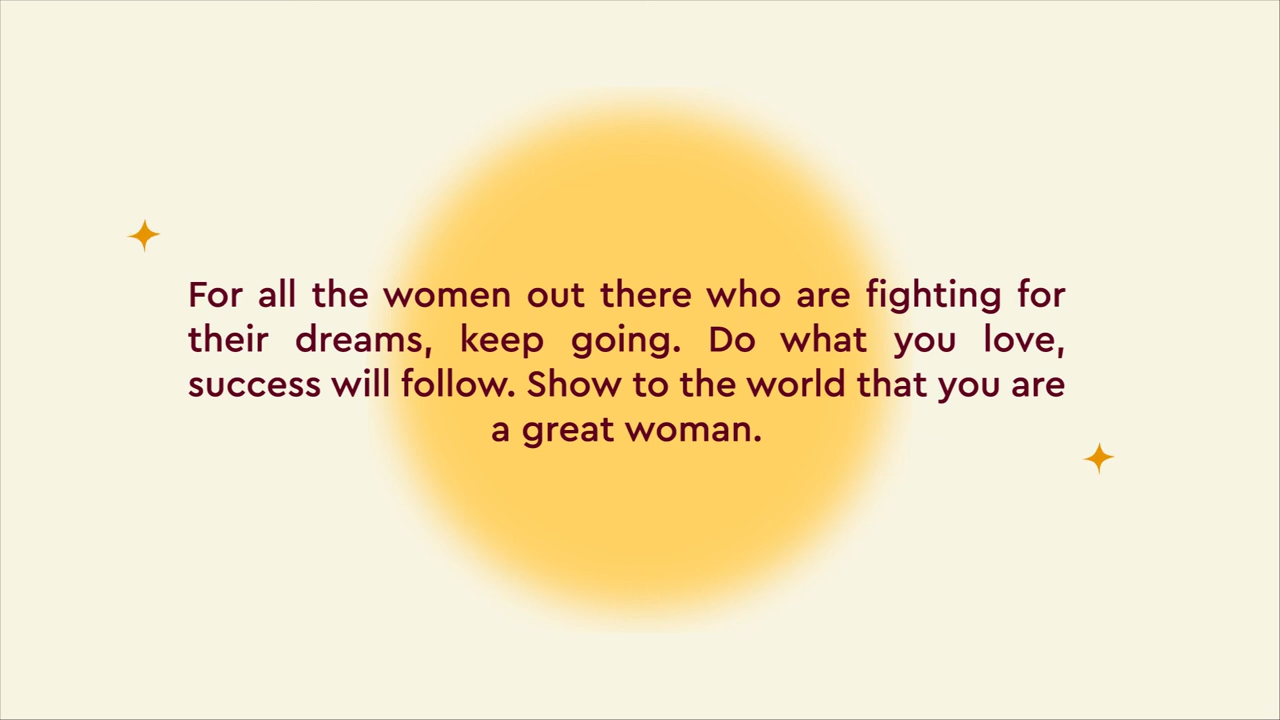 For all the women out there who are fighting for
their dreams, keep going. Do what you love,
success will follow. Show to the world that you are
a great woman.